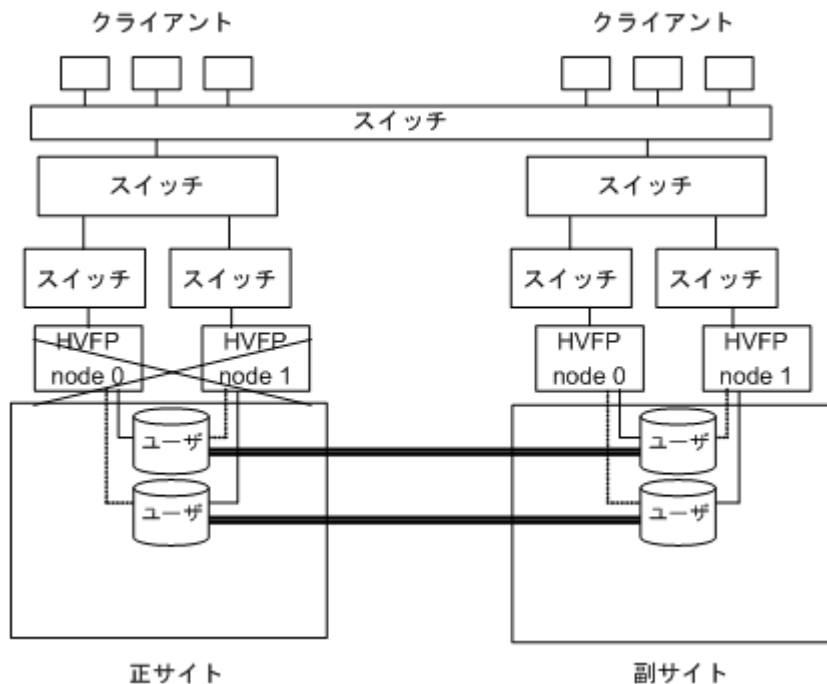 クライアント
クライアント
スイッチ
スイッチ
スイッチ
スイッチ
スイッチ
スイッチ
スイッチ
HVFP
node 0
HVFP
node 1
HVFP
node 0
HVFP
node 1
ユーザ
ユーザ
ユーザ
ユーザ
正サイト
副サイト